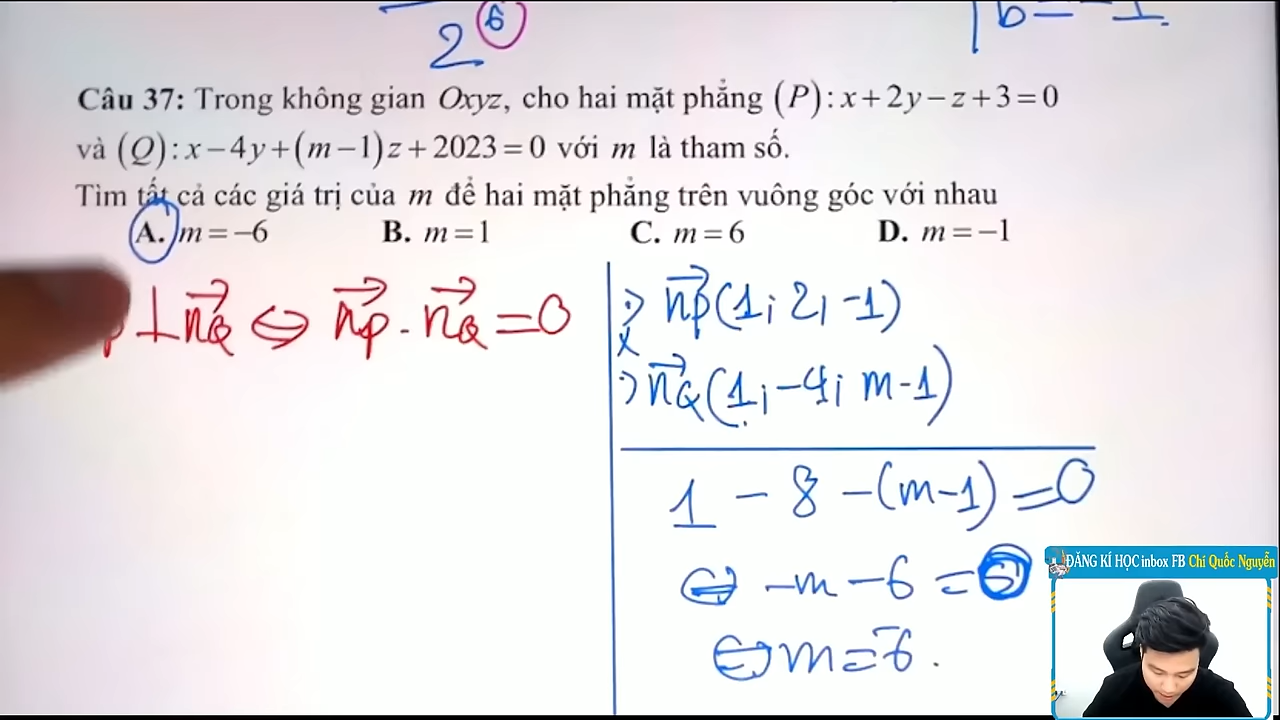 2⁶
b = -1.
Câu 37: Trong không gian Oxyz, cho hai mặt phẳng (P): x+2y−z+3=0
và (Q): x−4y+(m−1)z+2023=0 với m là tham số.
Tìm tất cả các giá trị của m để hai mặt phẳng trên vuông góc với nhau
A. m=−6 B. m=1 C. m=6 D. m=−1
p ⊥ n⃗Q ⇔ n⃗p . n⃗Q = 0
n⃗p(1; 2; -1)
n⃗Q(1; -4; m-1)
1 - 8 - (m-1) = 0
⇔ -m - 6 = 0
⇔ m = -6.
ĐĂNG KÍ HỌC inbox FB Chí Quốc Nguyễn